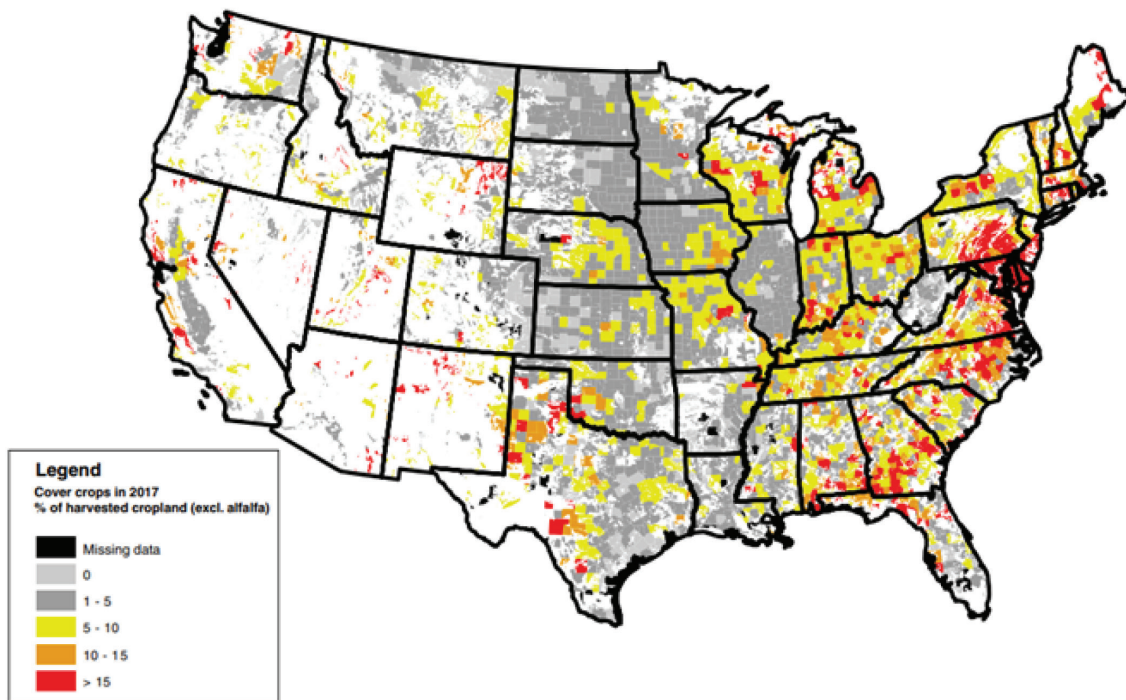 Legend
Cover crops in 2017
% of harvested cropland (excl. alfalfa)
Missing data
0
1 - 5
5 - 10
10 - 15
> 15